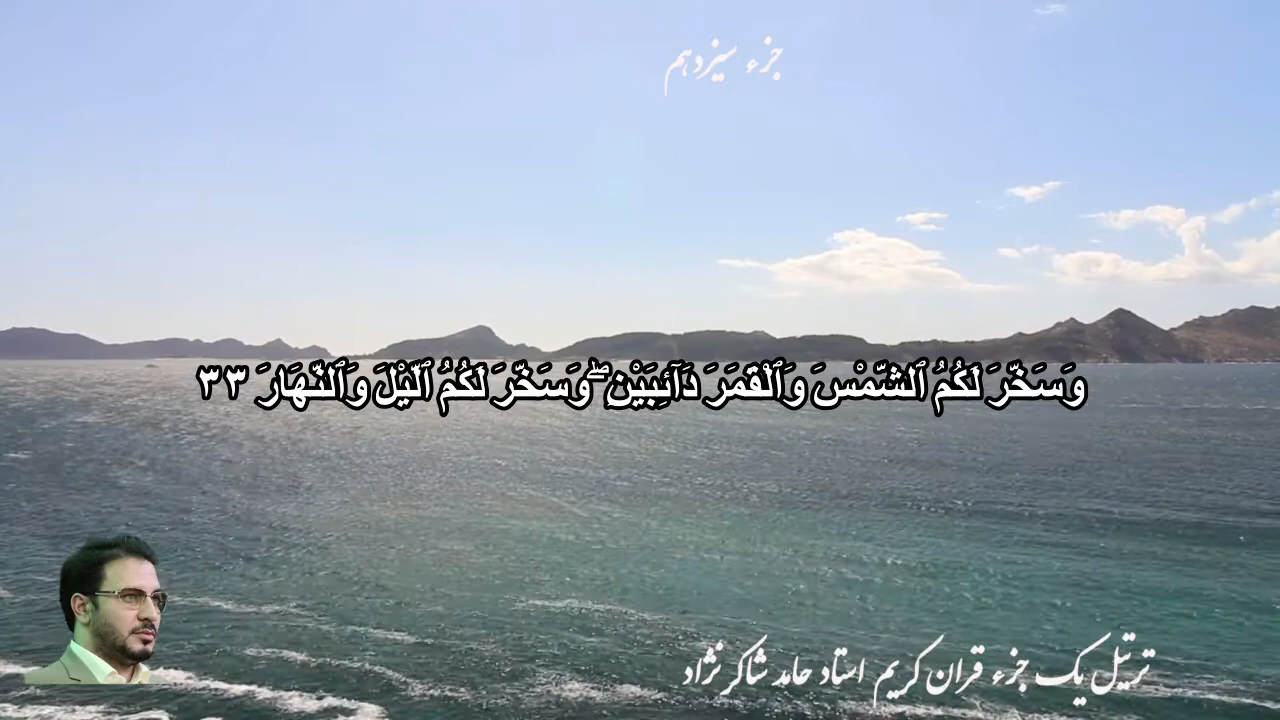 جزء سیزدهم
وَسَخَّرَ لَكُمُ ٱلشَّمْسَ وَٱلْقَمَرَ دَآئِبَيْنِ ۖ وَسَخَّرَ لَكُمُ ٱلَّيْلَ وَٱلنَّهَارَ ٣٣
ترتیل یک جزء قران کریم استاد حامد شاکرنژاد